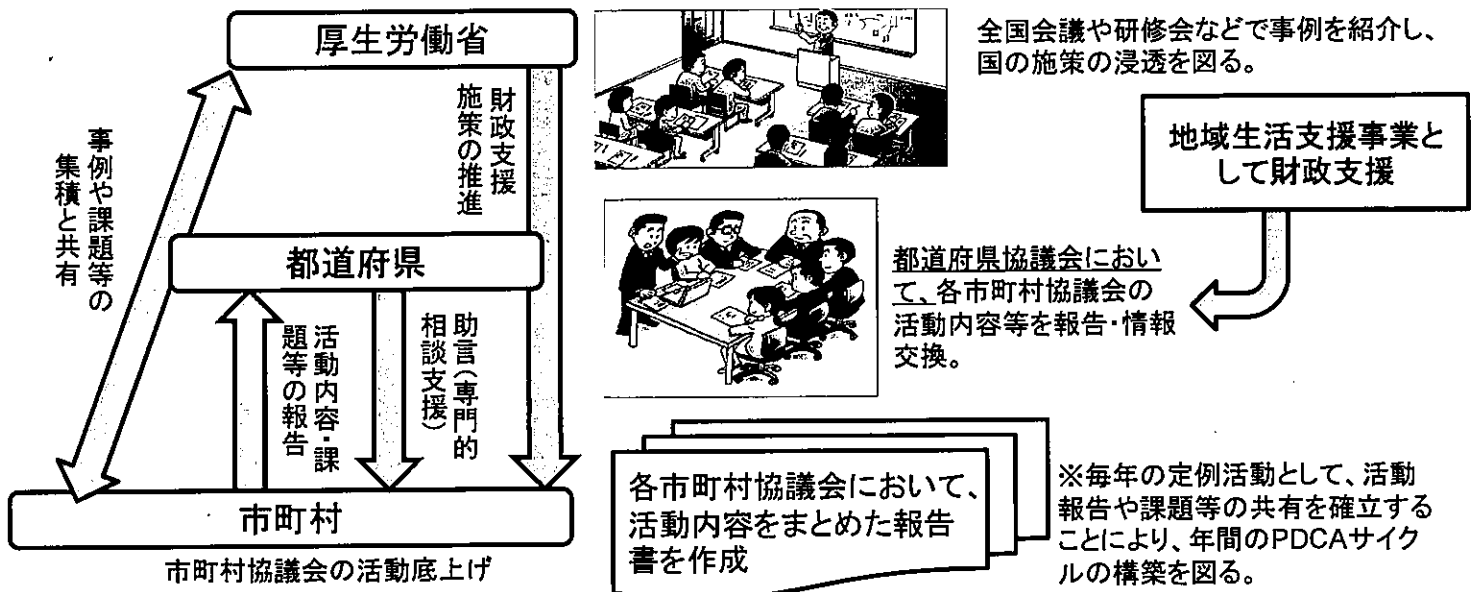 厚生労働省
全国会議や研修会などで事例を紹介し、
国の施策の浸透を図る。
地域生活支援事業と
して財政支援
財政支援
施策の推進
事例や課題等の
集積と共有
都道府県
都道府県協議会におい
て、各市町村協議会の
活動内容等を報告・情報
交換。
活動内容・課
題等の報告
助言(専門的
相談支援)
市町村
市町村協議会の活動底上げ
各市町村協議会において、
活動内容をまとめた報告
書を作成
※毎年の定例活動として、活動
報告や課題等の共有を確立する
ことにより、年間のPDCAサイク
ルの構築を図る。